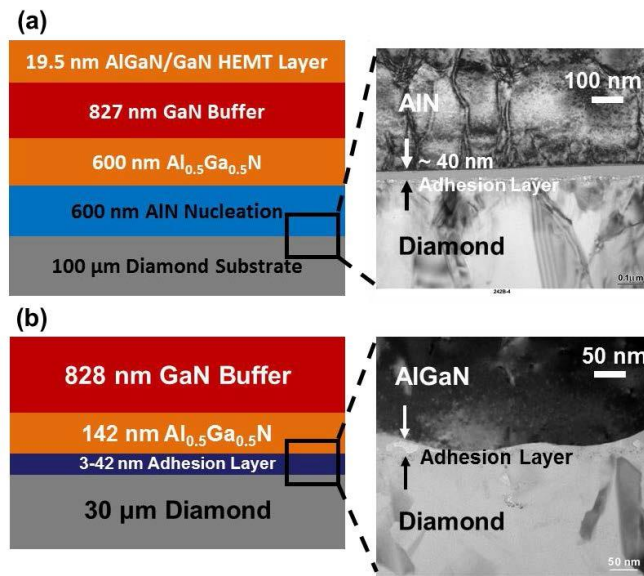 (a)
19.5 nm AlGaN/GaN HEMT Layer
827 nm GaN Buffer
600 nm Al₀.₅Ga₀.₅N
600 nm AlN Nucleation
100 µm Diamond Substrate
100 nm
AlN
~ 40 nm
Adhesion Layer
Diamond
0.1µm
242B-4
(b)
828 nm GaN Buffer
142 nm Al₀.₅Ga₀.₅N
3-42 nm Adhesion Layer
30 µm Diamond
50 nm
AlGaN
Adhesion Layer
Diamond
50 nm